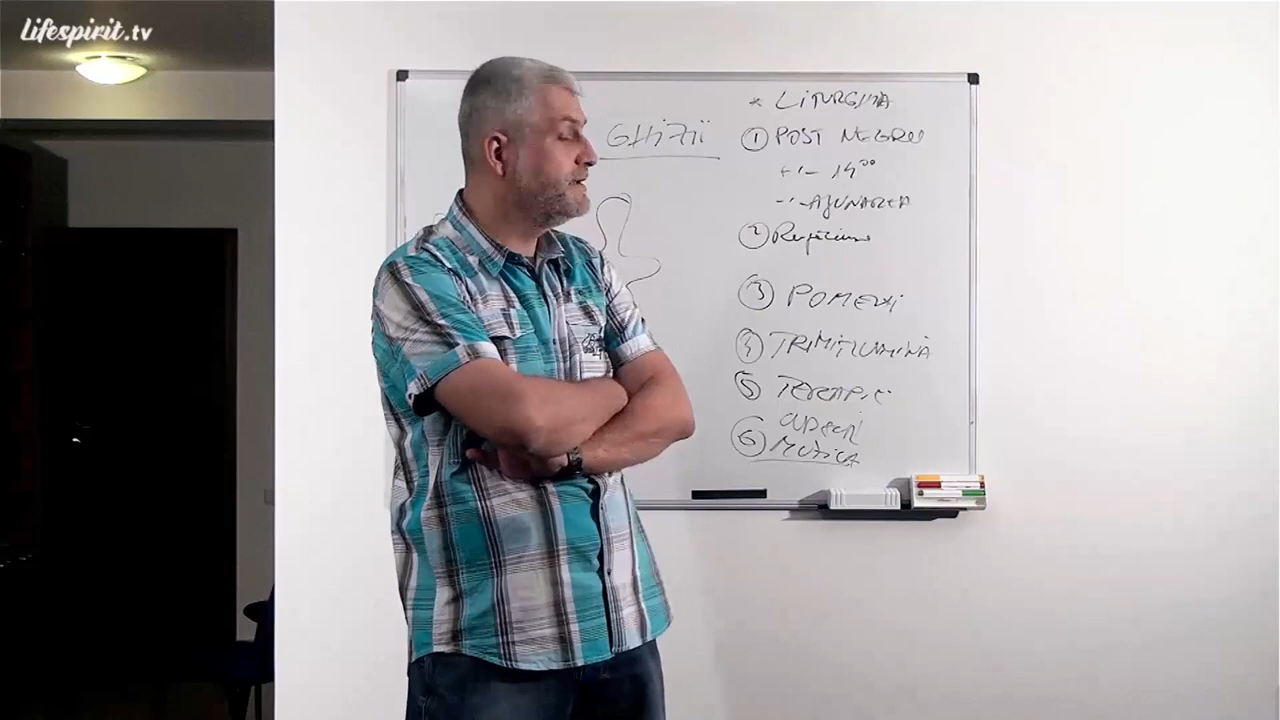 Lifespirit.tv
GHIZII
* LITURGHIA
① POST NEGRU
+/- 14⁰⁰
-'-AJUNAREA
② Rugăciune
③ POMENI
④ TRIMIT LUMINĂ
⑤ TERAPIE
⑥
MUZICA